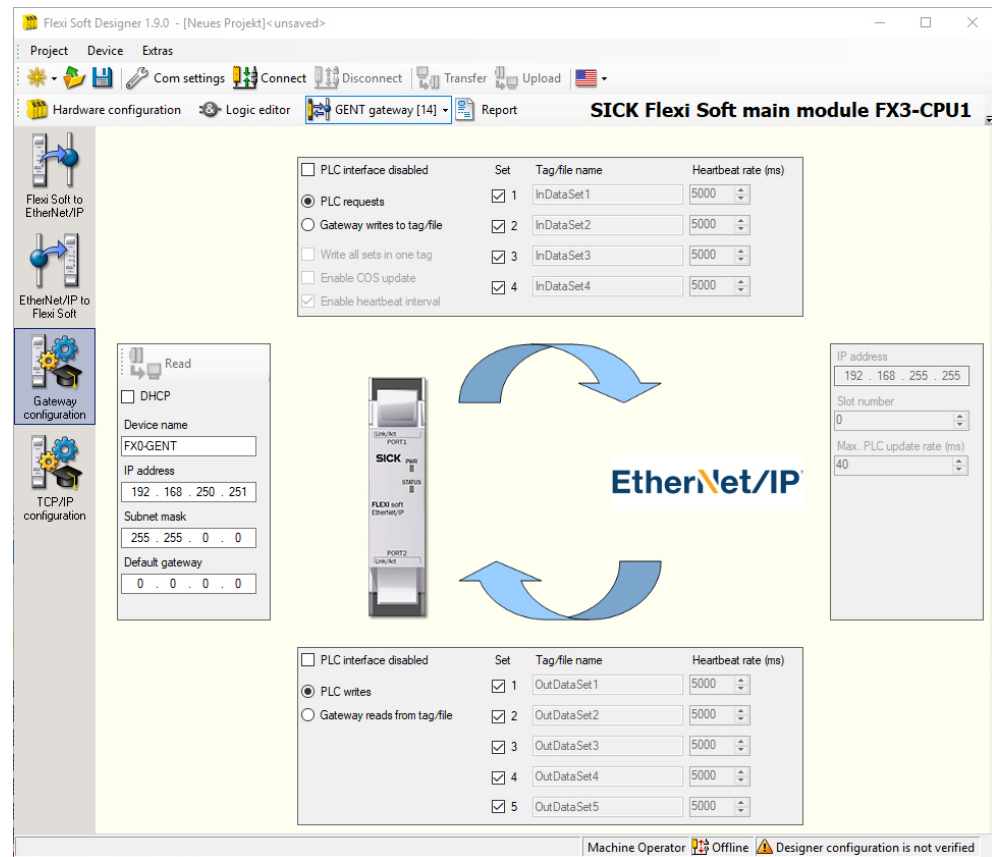 Flexi Soft Designer 1.9.0 - [Neues Projekt]<unsaved>
Project Device Extras
Com settings Connect Disconnect Transfer Upload
Hardware configuration Logic editor GENT gateway [14] Report SICK Flexi Soft main module FX3-CPU1
Flexi Soft to
EtherNet/IP
EtherNet/IP to
Flexi Soft
Gateway
configuration
TCP/IP
configuration
PLC interface disabled Set Tag/file name Heartbeat rate (ms)
PLC requests 1 InDataSet1 5000
Gateway writes to tag/file 2 InDataSet2 5000
Write all sets in one tag 3 InDataSet3 5000
Enable COS update 4 InDataSet4 5000
Enable heartbeat interval
Read
DHCP
Device name
FX0-GENT
IP address
192 . 168 . 250 . 251
Subnet mask
255 . 255 . 0 . 0
Default gateway
0 . 0 . 0 . 0
Link/Act
PORT1
SICK PWR
STATUS
FLEXI soft
EtherNet/IP
PORT2
Link/Act
EtherNet/IP
IP address
192 . 168 . 255 . 255
Slot number
0
Max. PLC update rate (ms)
40
PLC interface disabled Set Tag/file name Heartbeat rate (ms)
PLC writes 1 OutDataSet1 5000
Gateway reads from tag/file 2 OutDataSet2 5000
3 OutDataSet3 5000
4 OutDataSet4 5000
5 OutDataSet5 5000
Machine Operator Offline Designer configuration is not verified